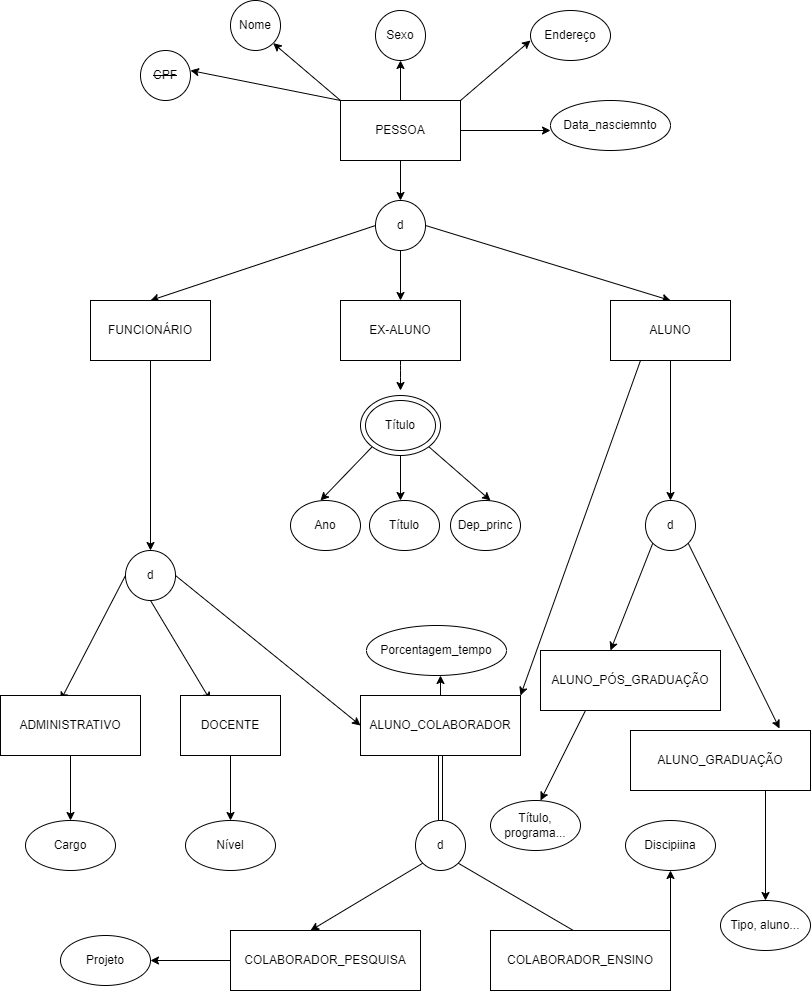 Nome
Sexo
Endereço
CPF
Data_nasciemnto
PESSOA
d
FUNCIONÁRIO
EX-ALUNO
ALUNO
Título
Ano
Título
Dep_princ
d
d
Porcentagem_tempo
ALUNO_PÓS_GRADUAÇÃO
ADMINISTRATIVO
DOCENTE
ALUNO_COLABORADOR
ALUNO_GRADUAÇÃO
Título,
programa...
Cargo
Nível
d
Discipiina
Tipo, aluno...
Projeto
COLABORADOR_PESQUISA
COLABORADOR_ENSINO